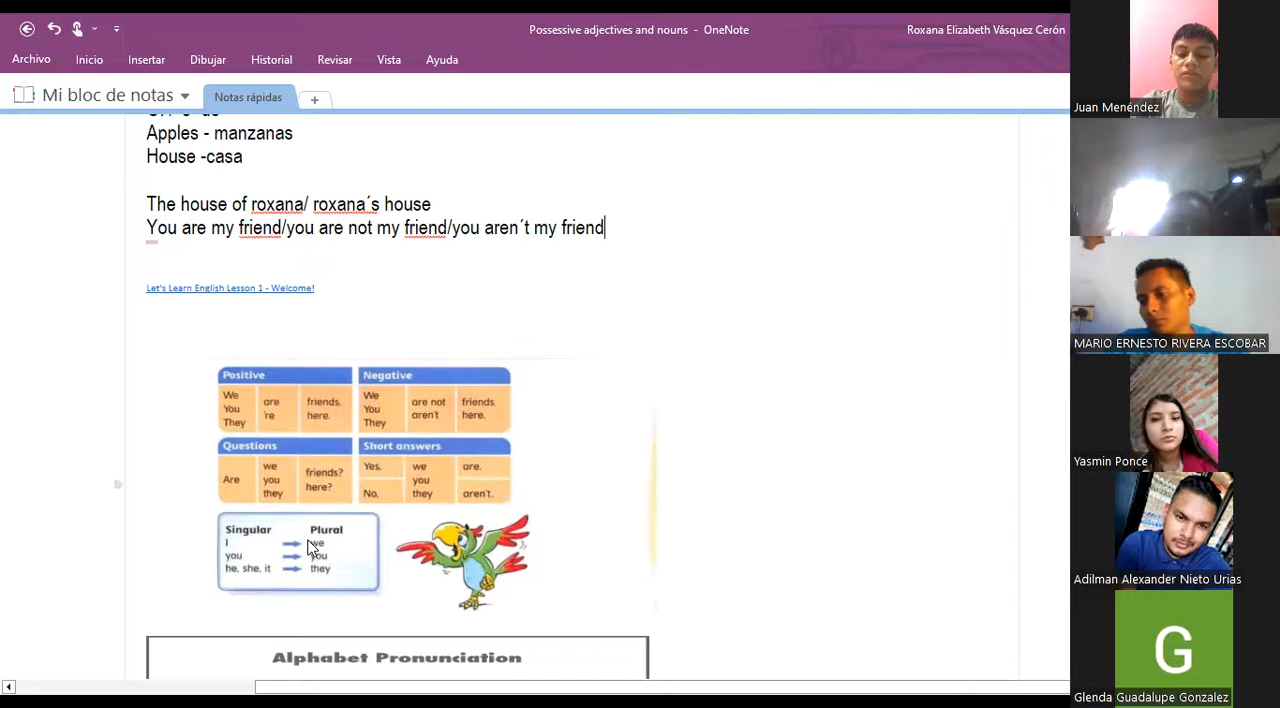 Possessive adjectives and nouns - OneNote
Roxana Elizabeth Vásquez Cerón
Archivo Inicio Insertar Dibujar Historial Revisar Vista Ayuda
Mi bloc de notas
Notas rápidas
Apples - manzanas
House -casa
The house of roxana/ roxana´s house
You are my friend/you are not my friend/you aren´t my friend
Let's Learn English Lesson 1 - Welcome!
Positive
We
You
They
are
're
friends.
here.
Negative
We
You
They
are not
aren't
friends.
here.
Questions
Are
we
you
they
friends?
here?
Short answers
Yes.
No.
we
you
they
are.
aren't.
Singular Plural
I we
you you
he, she, it they
Alphabet Pronunciation
Juan Menéndez
MARIO ERNESTO RIVERA ESCOBAR
Yasmin Ponce
Adilman Alexander Nieto Urias
G
Glenda Guadalupe Gonzalez